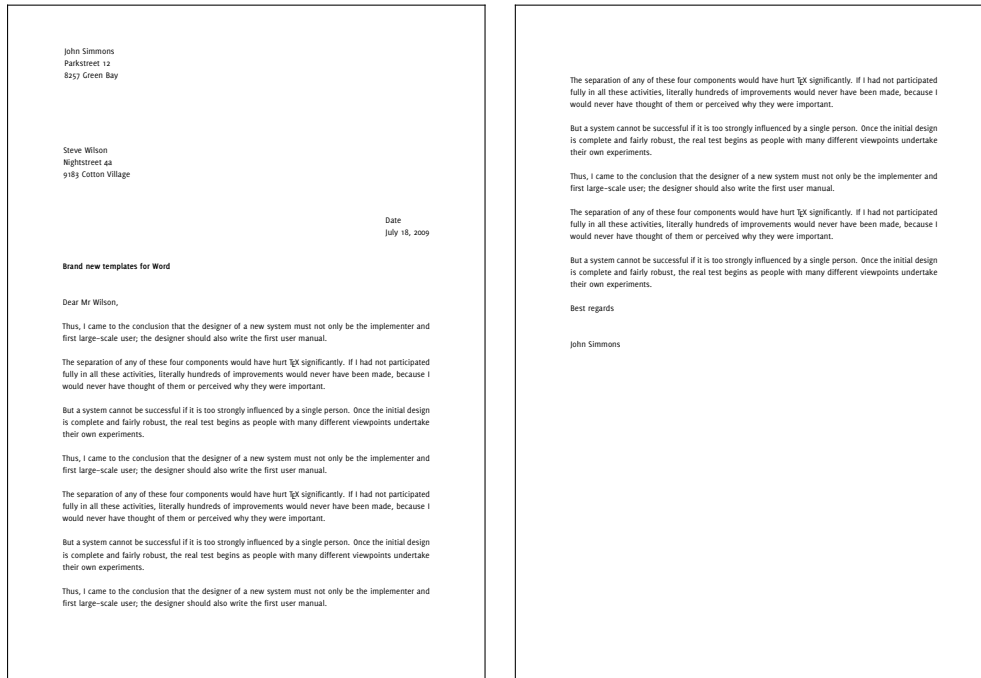 John Simmons
Parkstreet 12
8257 Green Bay
Steve Wilson
Nightstreet 4a
9183 Cotton Village
Date
July 18, 2009
Brand new templates for Word
Dear Mr Wilson,
Thus, I came to the conclusion that the designer of a new system must not only be the implementer and
first large-scale user; the designer should also write the first user manual.
The separation of any of these four components would have hurt TEX significantly. If I had not participated
fully in all these activities, literally hundreds of improvements would never have been made, because I
would never have thought of them or perceived why they were important.
But a system cannot be successful if it is too strongly influenced by a single person. Once the initial design
is complete and fairly robust, the real test begins as people with many different viewpoints undertake
their own experiments.
Thus, I came to the conclusion that the designer of a new system must not only be the implementer and
first large-scale user; the designer should also write the first user manual.
The separation of any of these four components would have hurt TEX significantly. If I had not participated
fully in all these activities, literally hundreds of improvements would never have been made, because I
would never have thought of them or perceived why they were important.
But a system cannot be successful if it is too strongly influenced by a single person. Once the initial design
is complete and fairly robust, the real test begins as people with many different viewpoints undertake
their own experiments.
Thus, I came to the conclusion that the designer of a new system must not only be the implementer and
first large-scale user; the designer should also write the first user manual.
The separation of any of these four components would have hurt TEX significantly. If I had not participated
fully in all these activities, literally hundreds of improvements would never have been made, because I
would never have thought of them or perceived why they were important.
But a system cannot be successful if it is too strongly influenced by a single person. Once the initial design
is complete and fairly robust, the real test begins as people with many different viewpoints undertake
their own experiments.
Thus, I came to the conclusion that the designer of a new system must not only be the implementer and
first large-scale user; the designer should also write the first user manual.
The separation of any of these four components would have hurt TEX significantly. If I had not participated
fully in all these activities, literally hundreds of improvements would never have been made, because I
would never have thought of them or perceived why they were important.
But a system cannot be successful if it is too strongly influenced by a single person. Once the initial design
is complete and fairly robust, the real test begins as people with many different viewpoints undertake
their own experiments.
Best regards
John Simmons